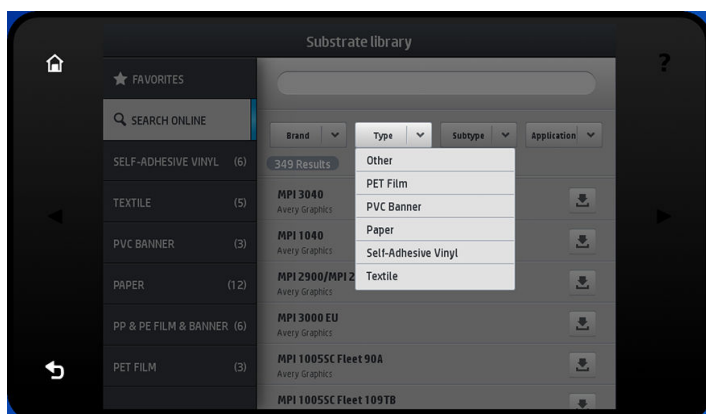 Substrate library
?
FAVORITES
SEARCH ONLINE
SELF-ADHESIVE VINYL (6)
TEXTILE (5)
PVC BANNER (3)
PAPER (12)
PP & PE FILM & BANNER (6)
PET FILM (3)
Brand Type Subtype Application
349 Results
Other
PET Film
PVC Banner
Paper
Self-Adhesive Vinyl
Textile
MPI 3040
Avery Graphics
MPI 1040
Avery Graphics
MPI 2900/MPI 2
Avery Graphics
MPI 3000 EU
Avery Graphics
MPI 1005SC Fleet 90A
Avery Graphics
MPI 1005SC Fleet 109TB